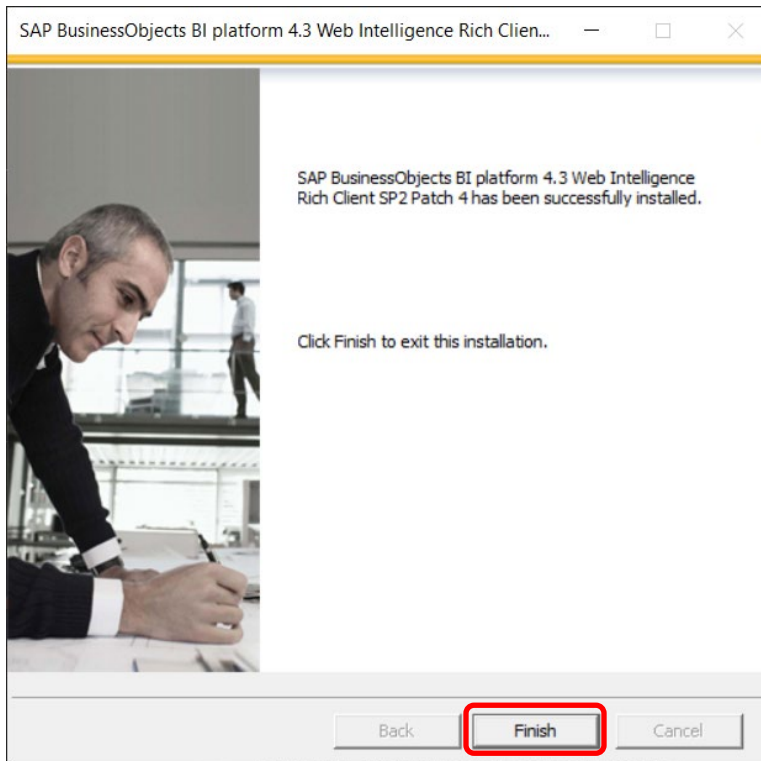 SAP BusinessObjects BI platform 4.3 Web Intelligence Rich Clien...
SAP BusinessObjects BI platform 4.3 Web Intelligence
Rich Client SP2 Patch 4 has been successfully installed.
Click Finish to exit this installation.
Back
Finish
Cancel